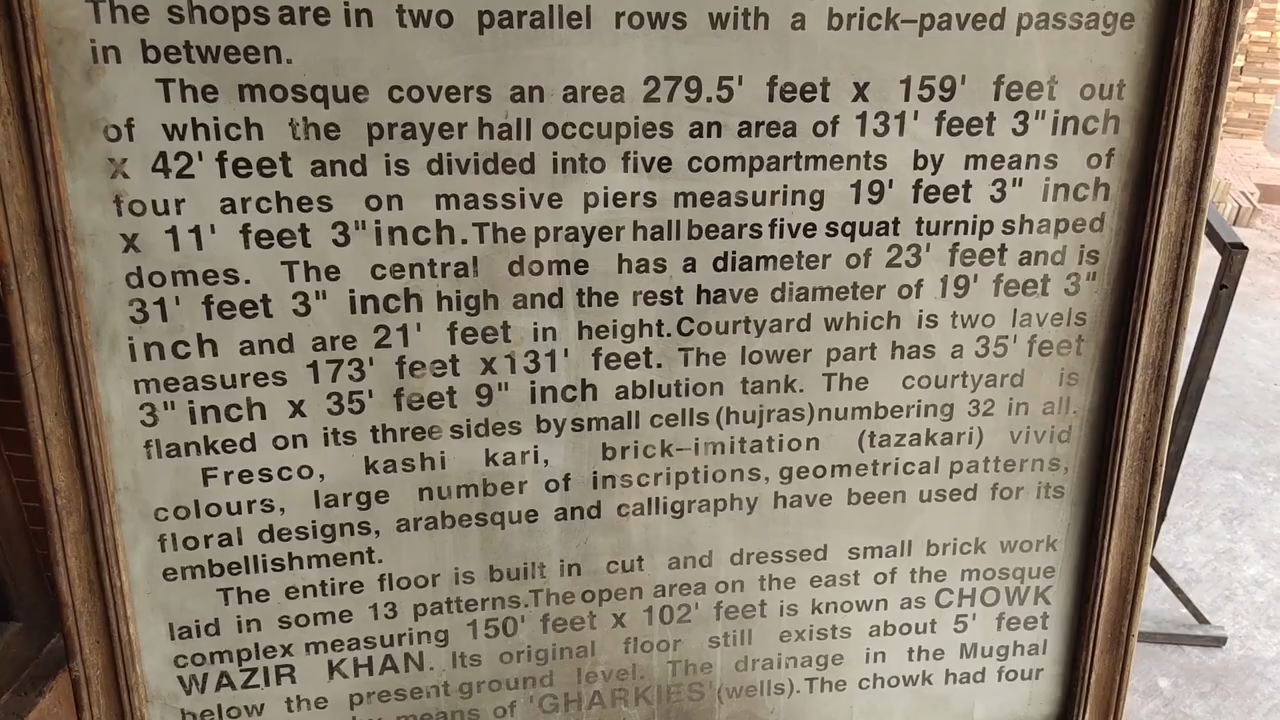 The shops are in two parallel rows with a brick–paved passage
in between.
The mosque covers an area 279.5' feet x 159' feet out
of which the prayer hall occupies an area of 131' feet 3" inch
x 42' feet and is divided into five compartments by means of
four arches on massive piers measuring 19' feet 3" inch
x 11' feet 3" inch. The prayer hall bears five squat turnip shaped
domes. The central dome has a diameter of 23' feet and is
31' feet 3" inch high and the rest have diameter of 19' feet 3"
inch and are 21' feet in height. Courtyard which is two lavels
measures 173' feet x 131' feet. The lower part has a 35' feet
3" inch x 35' feet 9" inch ablution tank. The courtyard is
flanked on its three sides by small cells (hujras) numbering 32 in all.
Fresco, kashi kari, brick–imitation (tazakari) vivid
colours, large number of inscriptions, geometrical patterns,
floral designs, arabesque and calligraphy have been used for its
embellishment.
The entire floor is built in cut and dressed small brick work
laid in some 13 patterns. The open area on the east of the mosque
complex measuring 150' feet x 102' feet is known as CHOWK
WAZIR KHAN. Its original floor still exists about 5' feet
below the present ground level. The drainage in the Mughal
means of 'GHARKIES' (wells). The chowk had four